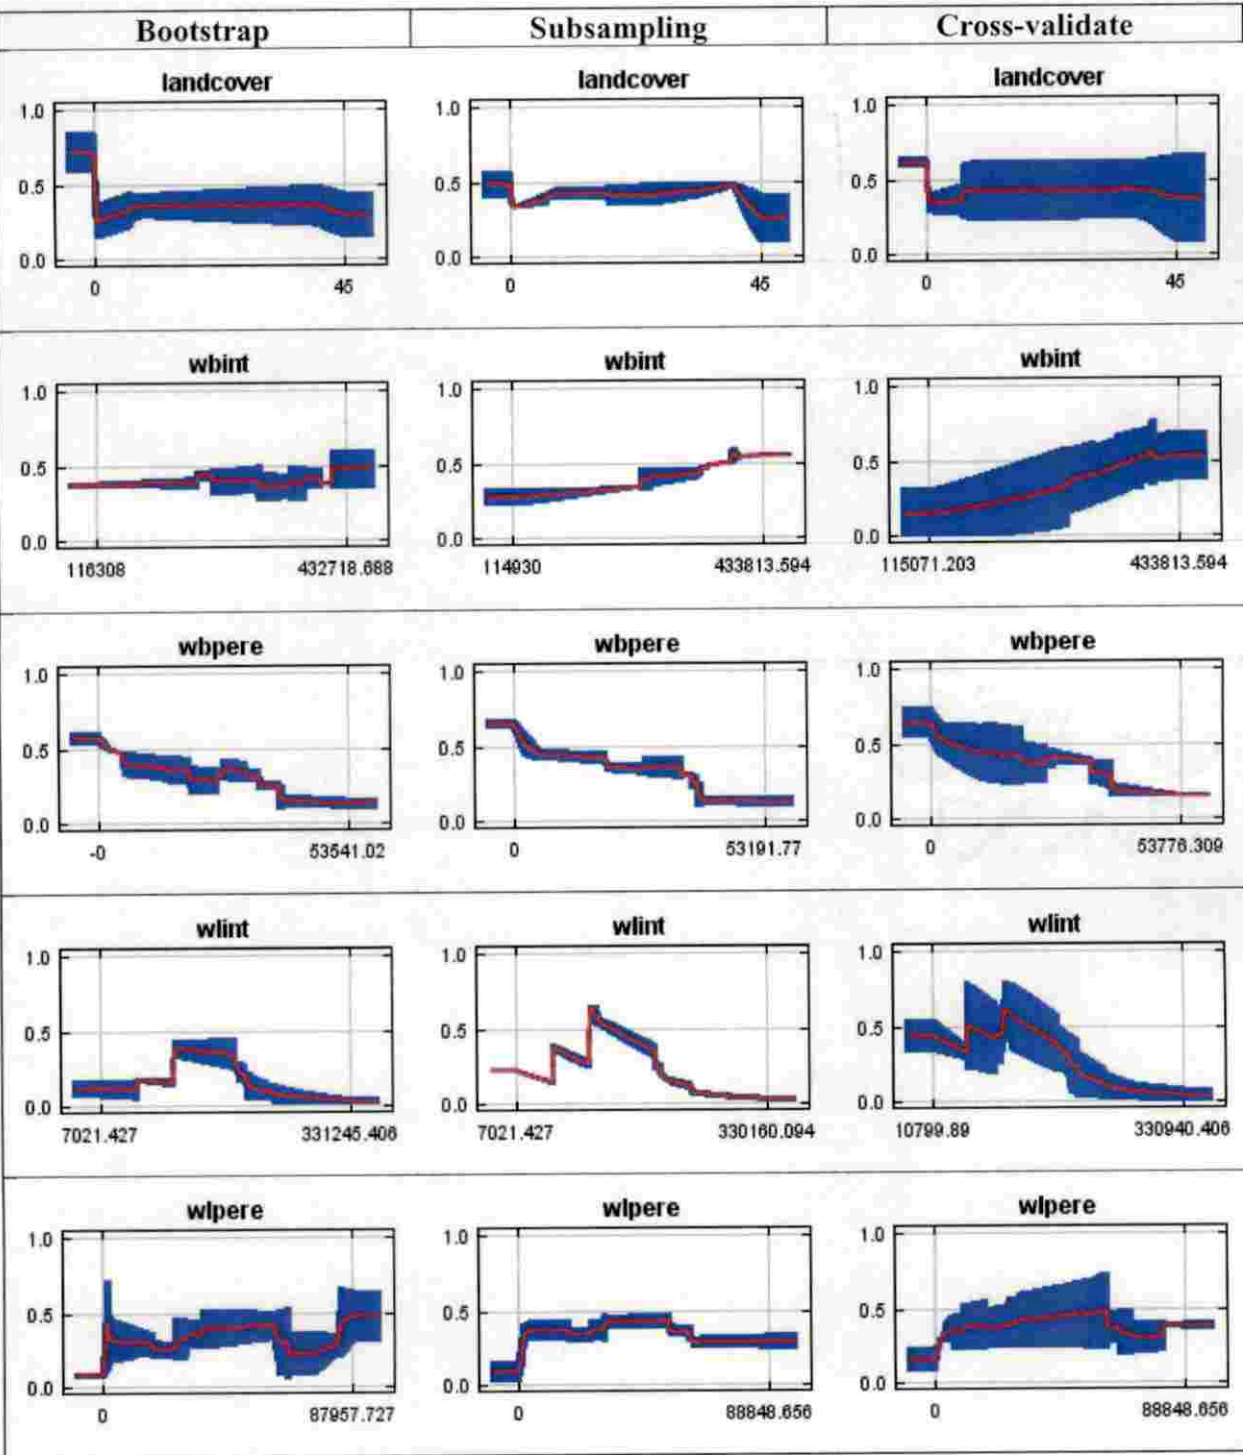 Bootstrap Subsampling Cross-validate
landcover landcover landcover
1.0 1.0 1.0
0.5 0.5 0.5
0.0 0.0 0.0
0 45 0 45 0 45
wbint wbint wbint
1.0 1.0 1.0
0.5 0.5 0.5
0.0 0.0 0.0
116308 432718.688 114930 433813.594 115071.203 433813.594
wbpere wbpere wbpere
1.0 1.0 1.0
0.5 0.5 0.5
0.0 0.0 0.0
-0 53541.02 0 53191.77 0 53776.309
wlint wlint wlint
1.0 1.0 1.0
0.5 0.5 0.5
0.0 0.0 0.0
7021.427 331245.406 7021.427 330160.094 10799.89 330940.406
wlpere wlpere wlpere
1.0 1.0 1.0
0.5 0.5 0.5
0.0 0.0 0.0
0 87957.727 0 88848.656 0 88848.656